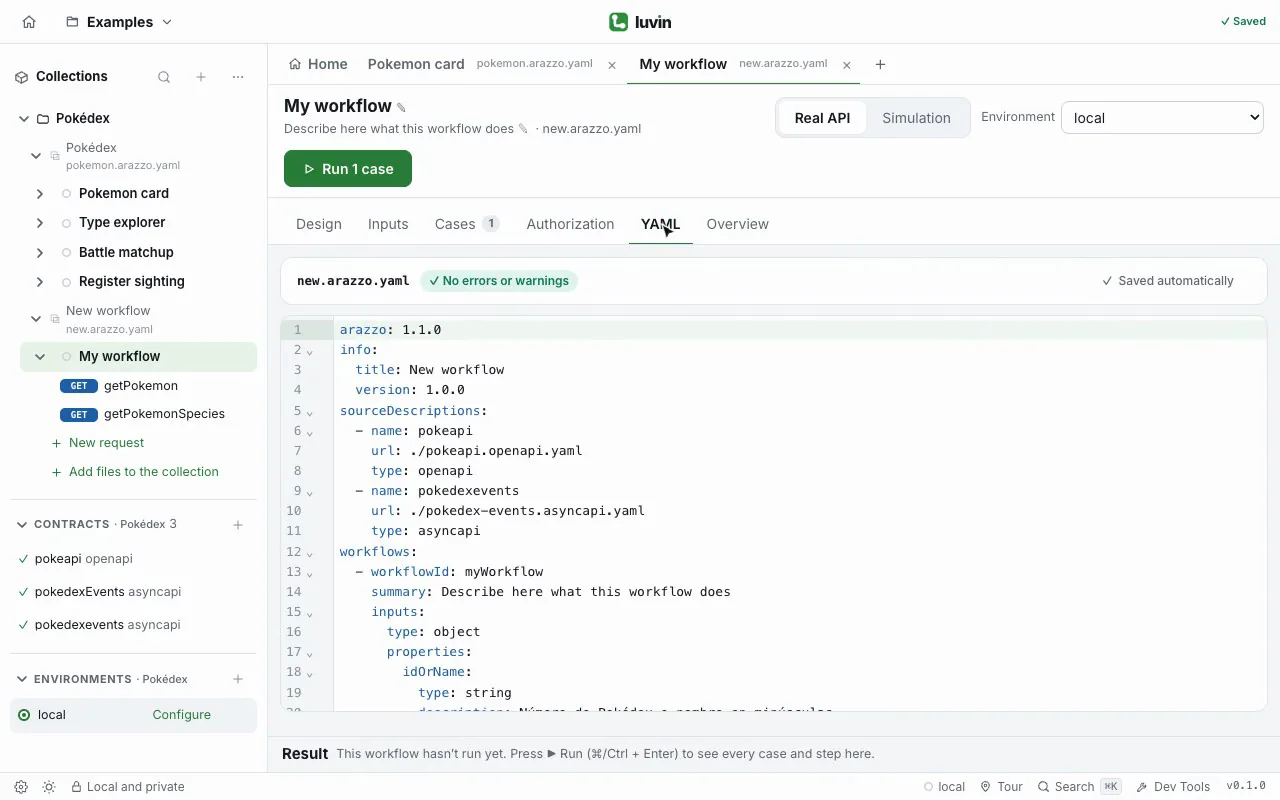 Examples
luvin
✓ Saved
Collections
Home
Pokemon card pokemon.arazzo.yaml ×
My workflow new.arazzo.yaml × +
Pokédex
Pokédex
pokemon.arazzo.yaml
Pokemon card
Type explorer
Battle matchup
Register sighting
New workflow
new.arazzo.yaml
My workflow
GET getPokemon
GET getPokemonSpecies
+ New request
+ Add files to the collection
CONTRACTS · Pokédex 3 +
✓ pokeapi openapi
✓ pokedexEvents asyncapi
✓ pokedexevents asyncapi
ENVIRONMENTS · Pokédex +
local Configure
My workflow
Describe here what this workflow does · new.arazzo.yaml
Real API Simulation Environment local
Run 1 case
Design Inputs Cases 1 Authorization YAML Overview
new.arazzo.yaml ✓ No errors or warnings ✓ Saved automatically
1 arazzo: 1.1.0
2 info:
3 title: New workflow
4 version: 1.0.0
5 sourceDescriptions:
6 - name: pokeapi
7 url: ./pokeapi.openapi.yaml
8 type: openapi
9 - name: pokedexevents
10 url: ./pokedex-events.asyncapi.yaml
11 type: asyncapi
12 workflows:
13 - workflowId: myWorkflow
14 summary: Describe here what this workflow does
15 inputs:
16 type: object
17 properties:
18 idOrName:
19 type: string
20 description: Número de Pokédex o nombre en minúsculas
Result This workflow hasn't run yet. Press ▶ Run (⌘/Ctrl + Enter) to see every case and step here.
Local and private
local Tour Search ⌘K Dev Tools v0.1.0